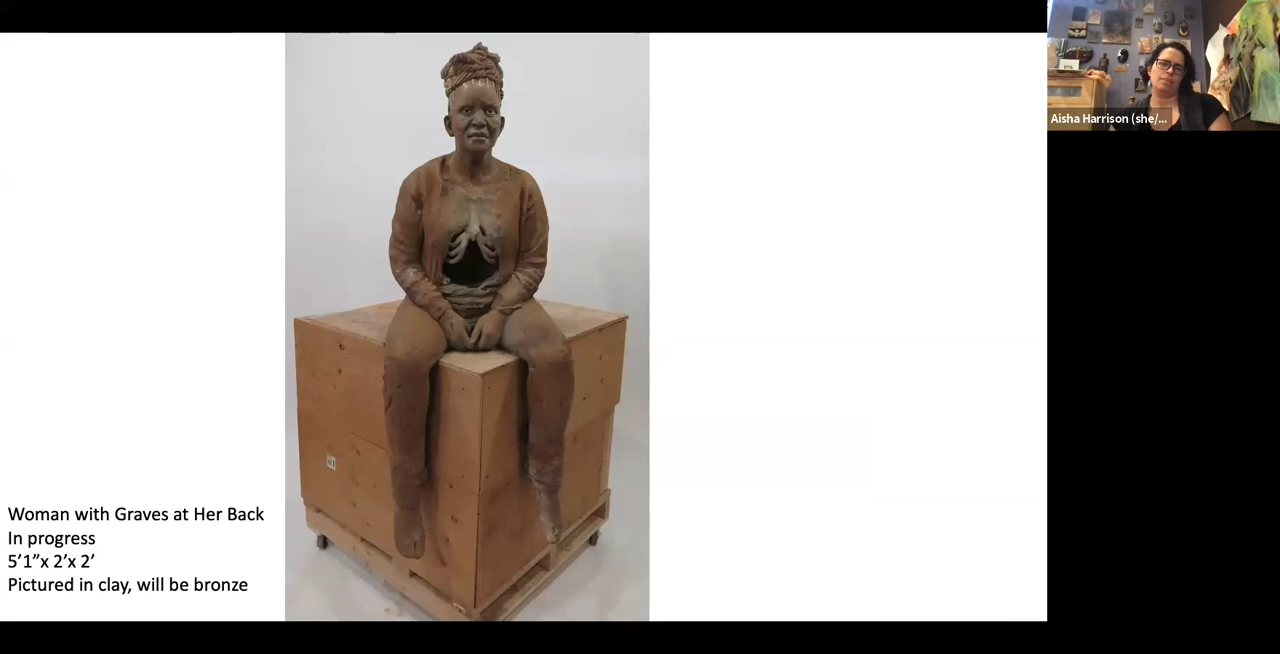 Aisha Harrison (she/...
Woman with Graves at Her Back
In progress
5’1”x 2’x 2’
Pictured in clay, will be bronze